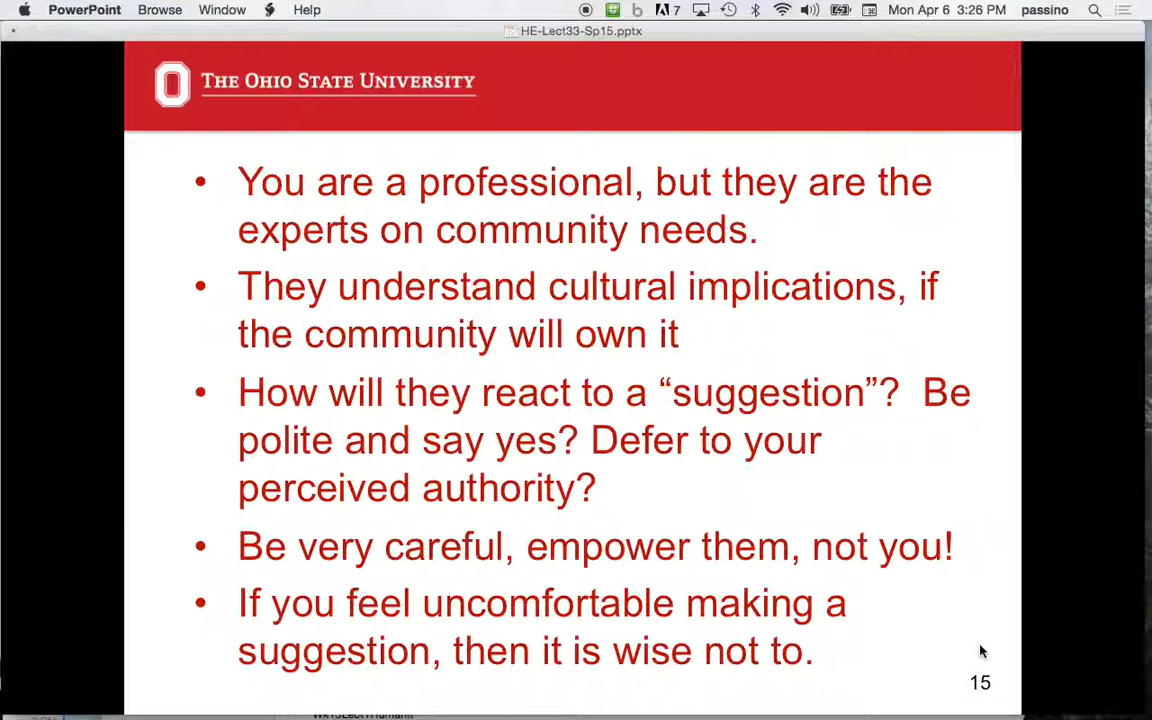 PowerPoint Browse Window Help 7 Mon Apr 6 3:26 PM passino
HE-Lect33-Sp15.pptx
THE OHIO STATE UNIVERSITY
• You are a professional, but they are the
experts on community needs.
• They understand cultural implications, if
the community will own it
• How will they react to a “suggestion”? Be
polite and say yes? Defer to your
perceived authority?
• Be very careful, empower them, not you!
• If you feel uncomfortable making a
suggestion, then it is wise not to.
15